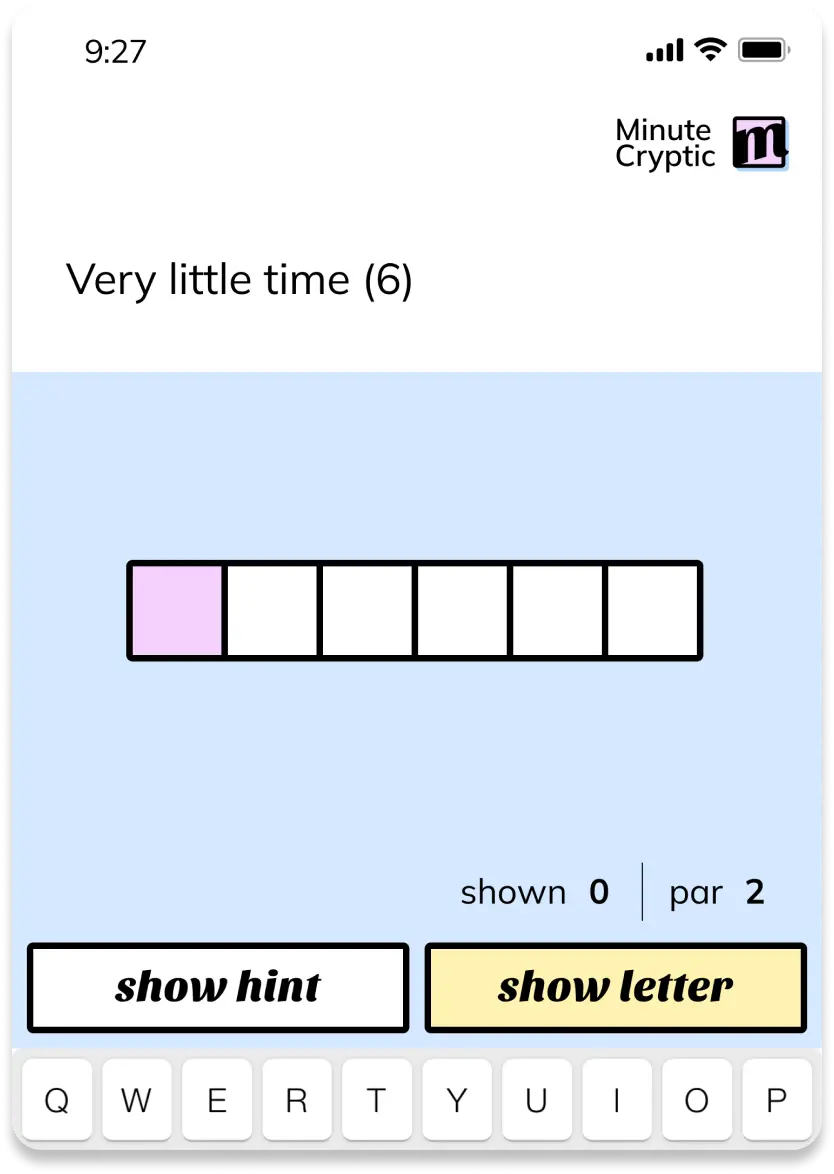 9:27
Minute
Cryptic
m
Very little time (6)
shown 0 par 2
show hint show letter
Q W E R T Y U I O P